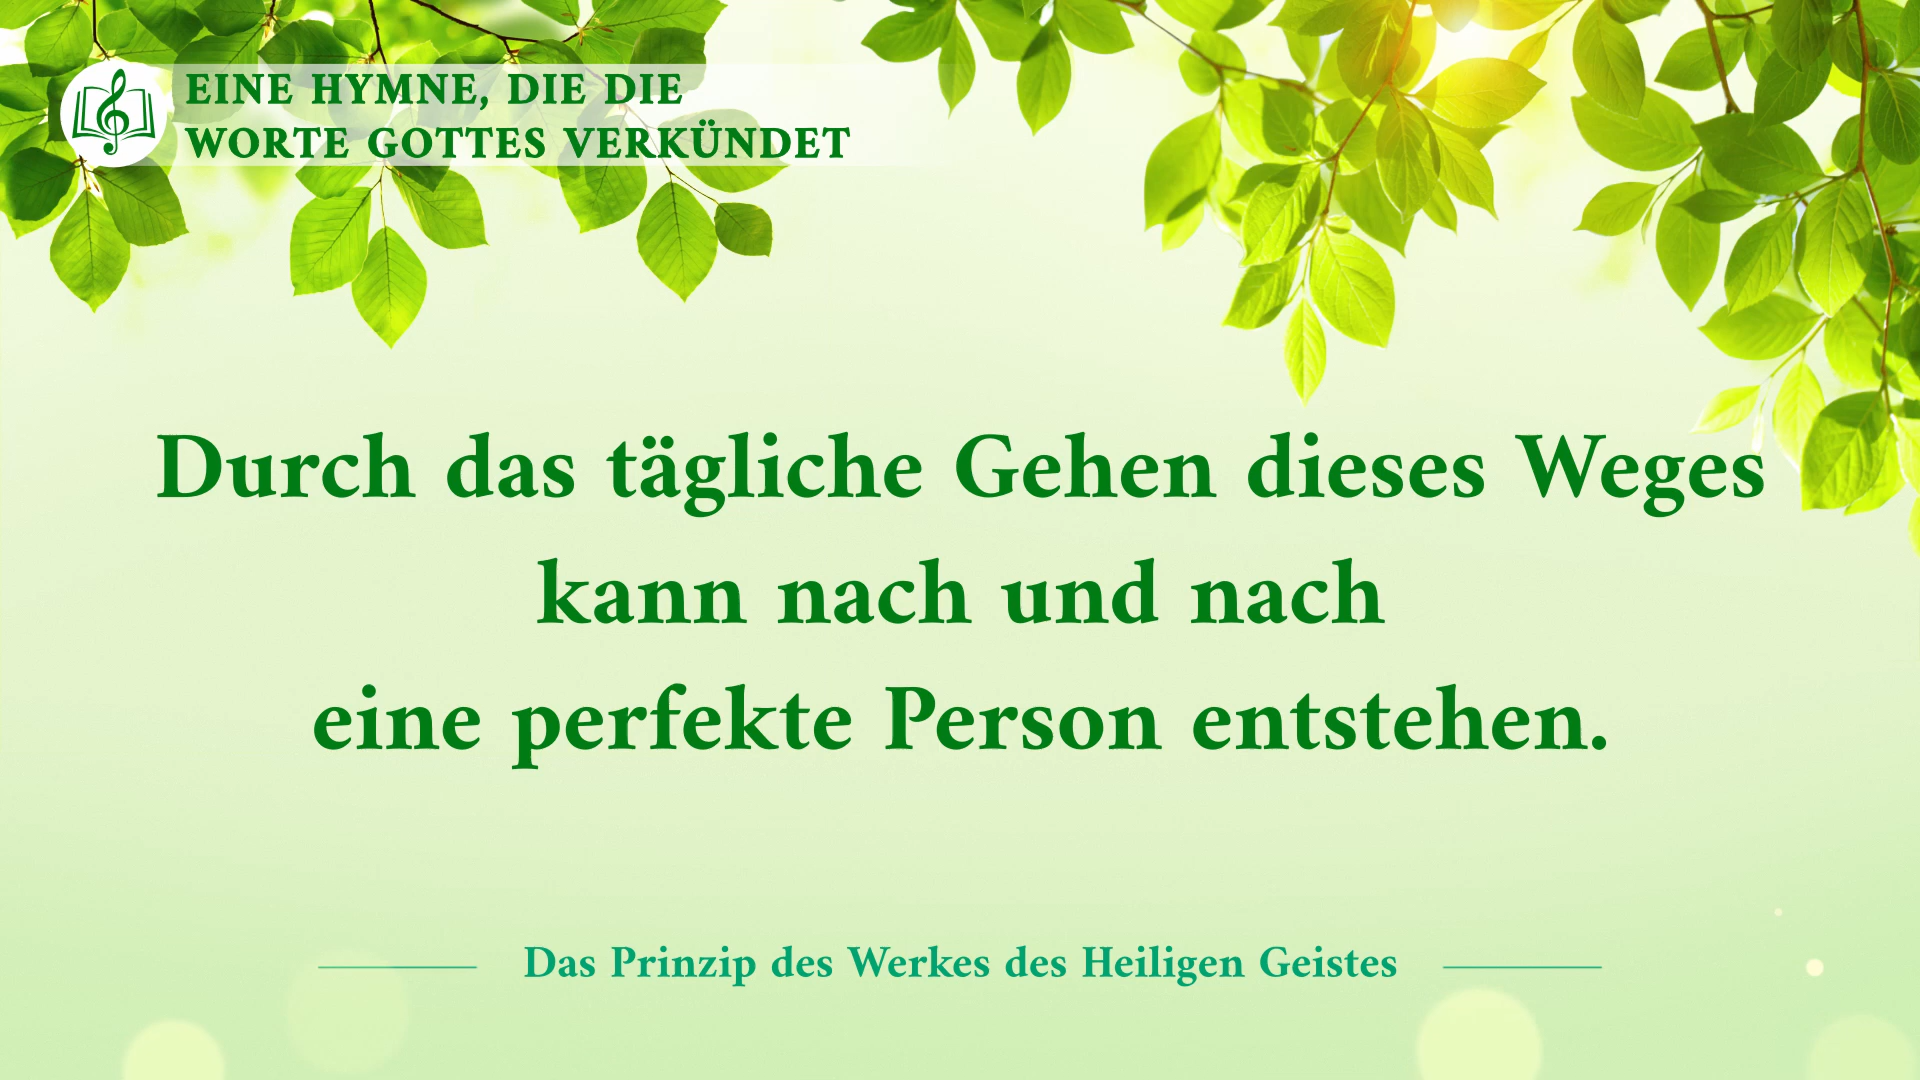 EINE HYMNE, DIE DIE
WORTE GOTTES VERKÜNDET
Durch das tägliche Gehen dieses Weges
kann nach und nach
eine perfekte Person entstehen.
Das Prinzip des Werkes des Heiligen Geistes